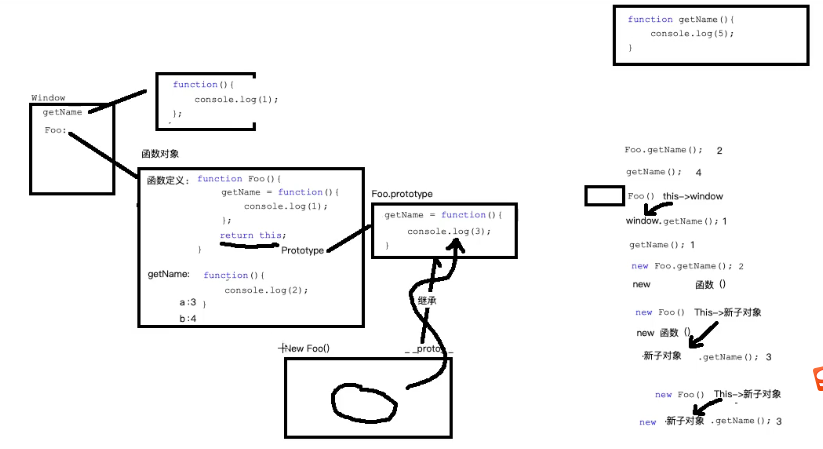 function getName(){
console.log(5);
}
Window
getName
Foo:
function(){
console.log(1);
};
函数对象
函数定义:
function Foo(){
getName = function(){
console.log(1);
};
return this;
}
Prototype
getName:
function(){
console.log(2);
}
a:3
b:4
Foo.prototype
getName = function(){
console.log(3);
}
继承
New Foo()
__proto__
Foo.getName(); 2
getName(); 4
Foo() this->window
window.getName(); 1
getName(); 1
new Foo.getName(); 2
new 函数 ()
new Foo() This->新子对象
new 函数 ()
新子对象 .getName(); 3
new Foo() This->新子对象
new 新子对象 .getName(); 3